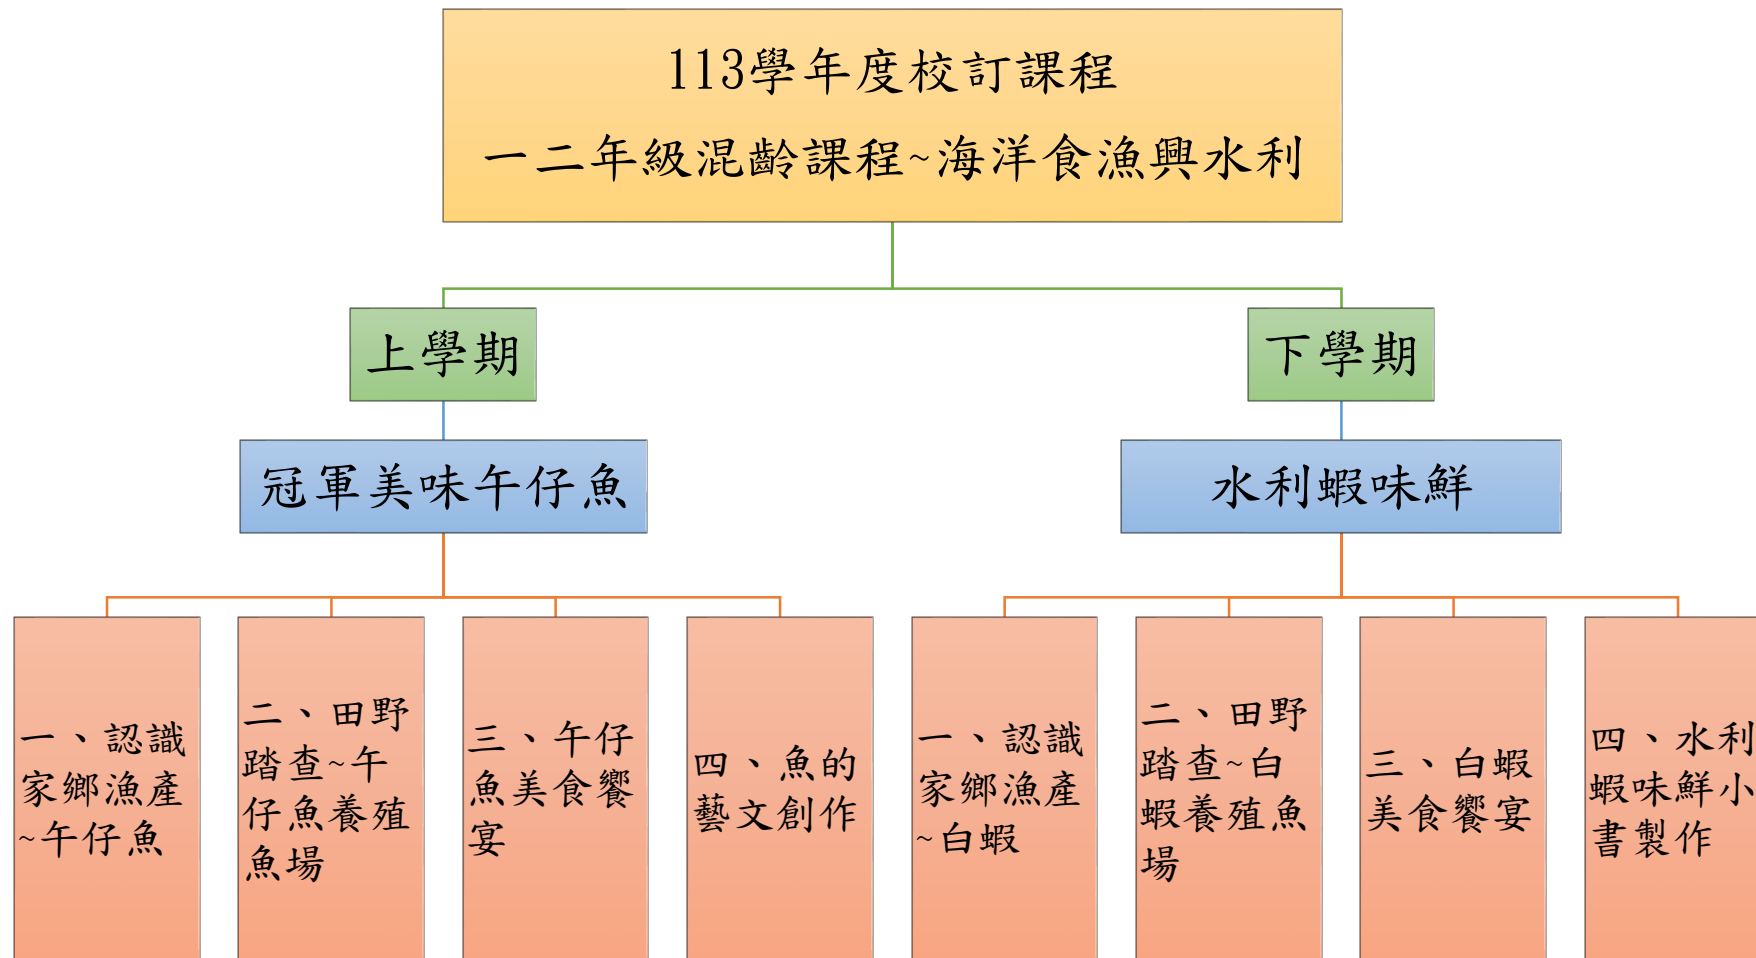 113學年度校訂課程
一二年級混齡課程~海洋食漁興水利
上學期
下學期
冠軍美味午仔魚
水利蝦味鮮
一、認識
家鄉漁產
~午仔魚
二、田野
踏查~午
仔魚養殖
魚場
三、午仔
魚美食饗
宴
四、魚的
藝文創作
一、認識
家鄉漁產
~白蝦
二、田野
踏查~白
蝦養殖魚
場
三、白蝦
美食饗宴
四、水利
蝦味鮮小
書製作